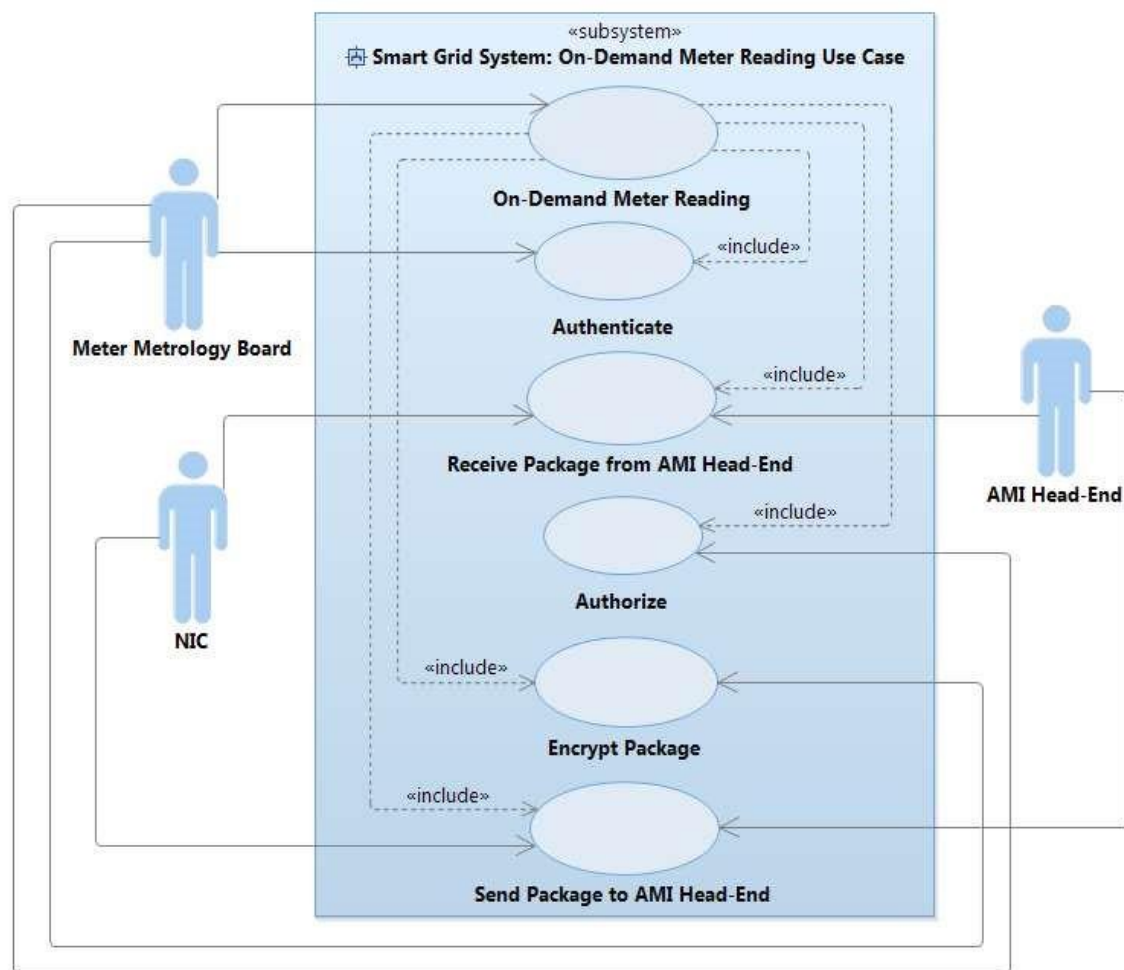 «subsystem»
Smart Grid System: On-Demand Meter Reading Use Case
On-Demand Meter Reading
«include»
Authenticate
Meter Metrology Board
«include»
Receive Package from AMI Head-End
AMI Head-End
«include»
Authorize
NIC
«include»
Encrypt Package
«include»
Send Package to AMI Head-End